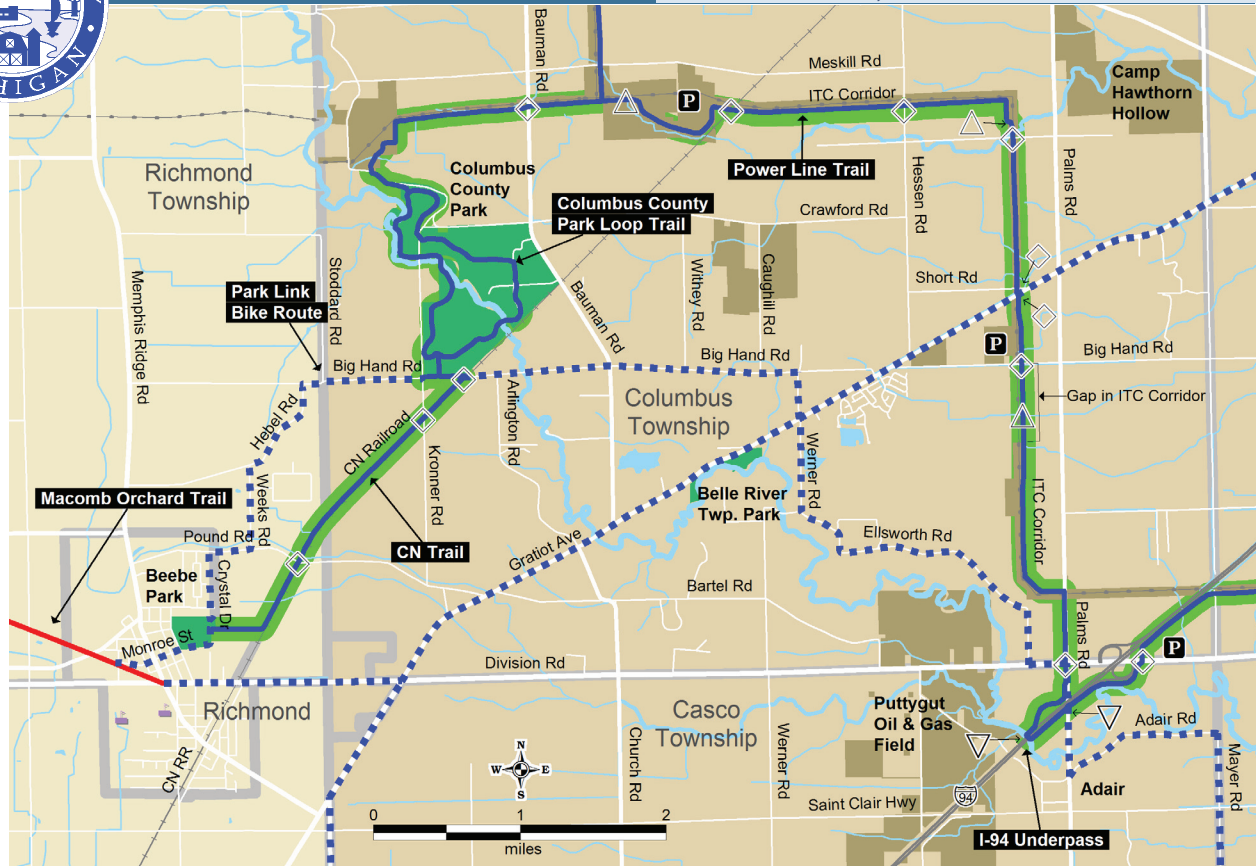 HIGAN •
Bauman Rd
Meskill Rd
ITC Corridor
P
Camp
Hawthorn
Hollow
Richmond
Township
Columbus
County
Park
Power Line Trail
Hessen Rd
Palms Rd
Columbus County
Park Loop Trail
Crawford Rd
Memphis Ridge Rd
Stoddard Rd
Park Link
Bike Route
Bauman Rd
Withey Rd
Caughill Rd
Short Rd
P
Big Hand Rd
Big Hand Rd
Big Hand Rd
Gap in ITC Corridor
Hebel Rd
Arlington Rd
Columbus
Township
CN Railroad
Kronner Rd
Werner Rd
Weeks Rd
Macomb Orchard Trail
Belle River
Twp. Park
ITC Corridor
Pound Rd
CN Trail
Gratiot Ave
Ellsworth Rd
Beebe
Park
Crystal Dr
Bartel Rd
Palms Rd
Monroe St
Division Rd
P
Richmond
Casco
Township
Puttygut
Oil & Gas
Field
Adair Rd
CN RR
N
W E
S
Church Rd
Werner Rd
Mayer Rd
Adair
94
Saint Clair Hwy
0 1 2
miles
I-94 Underpass